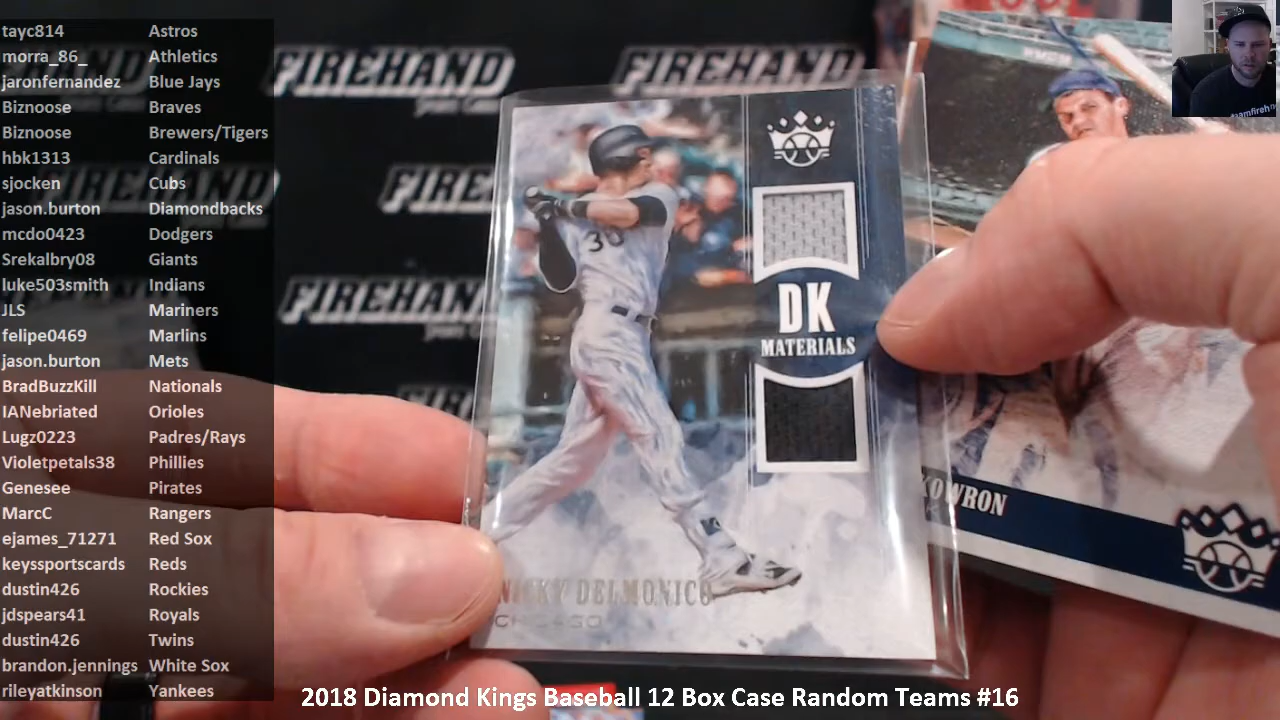 tayc814 Astros
morra_86_ Athletics
jaronfernandez Blue Jays
Biznoose Braves
Biznoose Brewers/Tigers
hbk1313 Cardinals
sjocken Cubs
jason.burton Diamondbacks
mcdo0423 Dodgers
Srekalbry08 Giants
luke503smith Indians
JLS Mariners
felipe0469 Marlins
jason.burton Mets
BradBuzzKill Nationals
IANebriated Orioles
Lugz0223 Padres/Rays
Violetpetals38 Phillies
Genesee Pirates
MarcC Rangers
ejames_71271 Red Sox
keyssportscards Reds
dustin426 Rockies
jdspears41 Royals
dustin426 Twins
brandon.jennings White Sox
rileyatkinson Yankees
FIREHAND
FIREHAND
FIREHAND
FIREHAND
30
DK
MATERIALS
NICKY DELMONICO
CHICAGO
KOWRON
2018 Diamond Kings Baseball 12 Box Case Random Teams #16